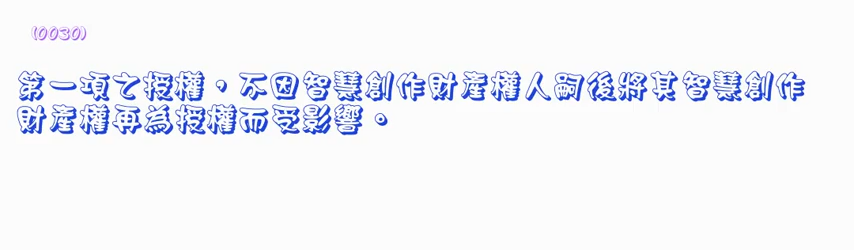 (0030)
第一項之授權，不因智慧創作財產權人嗣後將其智慧創作
財產權再為授權而受影響。